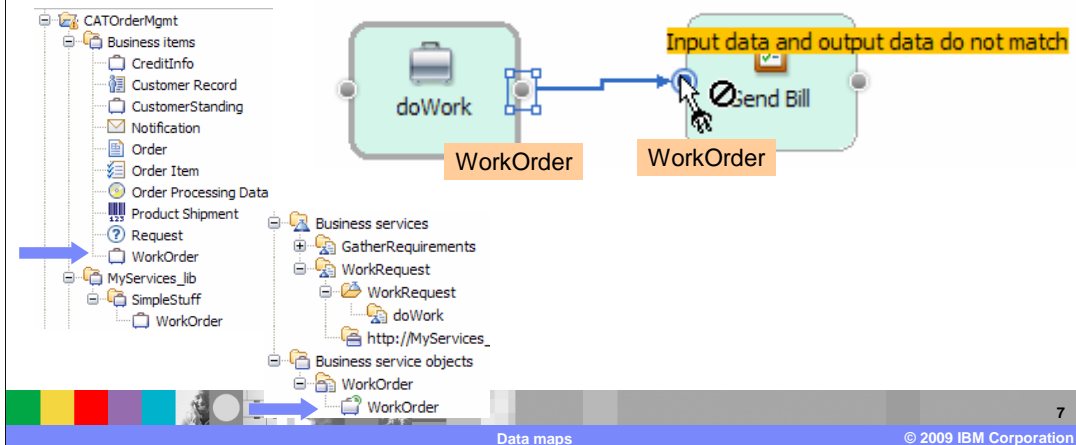 CATOrderMgmt
Business items
CreditInfo
Customer Record
CustomerStanding
Notification
Order
Order Item
Order Processing Data
Product Shipment
Request
WorkOrder
MyServices_lib
SimpleStuff
WorkOrder
Input data and output data do not match
doWork
Send Bill
WorkOrder
WorkOrder
Business services
GatherRequirements
WorkRequest
WorkRequest
doWork
http://MyServices_
Business service objects
WorkOrder
WorkOrder
7
Data maps
© 2009 IBM Corporation